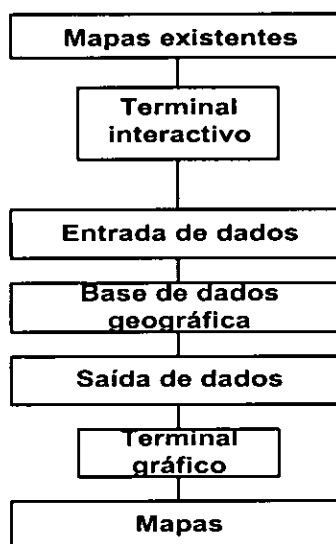 Mapas existentes
Terminal
interactivo
Entrada de dados
Base de dados
geográfica
Saída de dados
Terminal
gráfico
Mapas